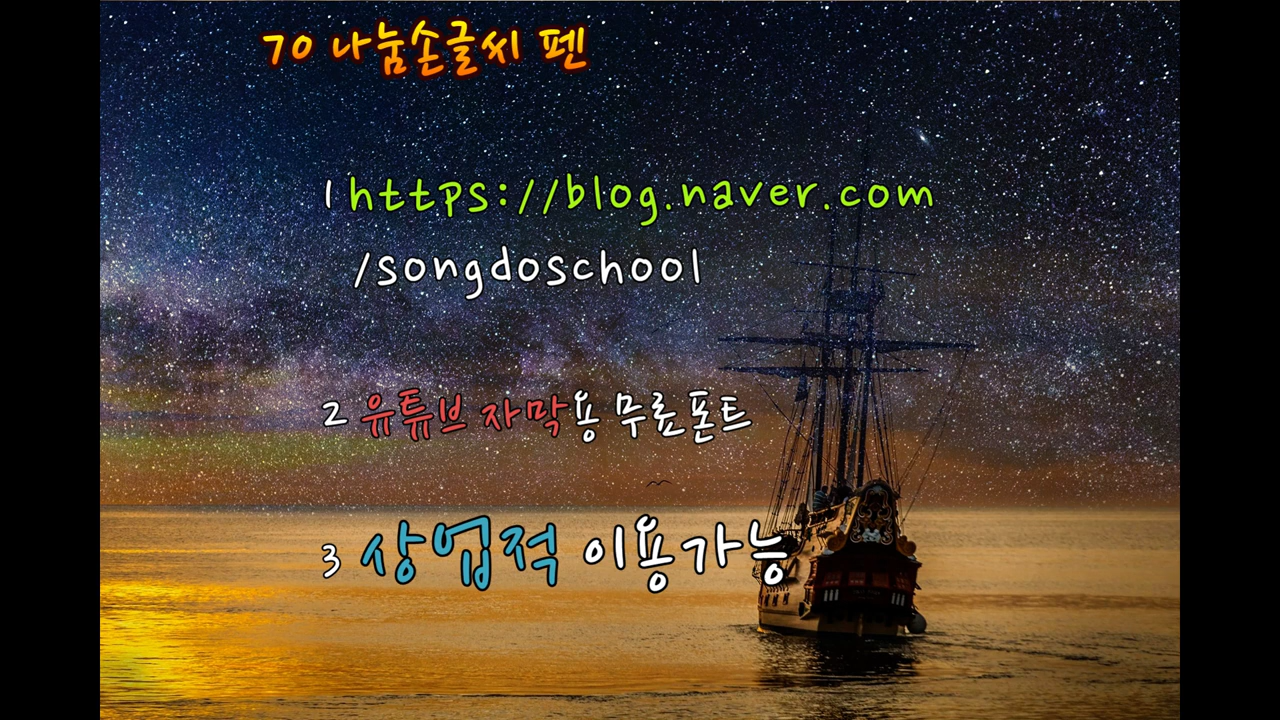 70 나눔손글씨 펜
1 https://blog.naver.com
/songdoschool
2 유튜브 자막용 무료폰트
3 상업적 이용가능